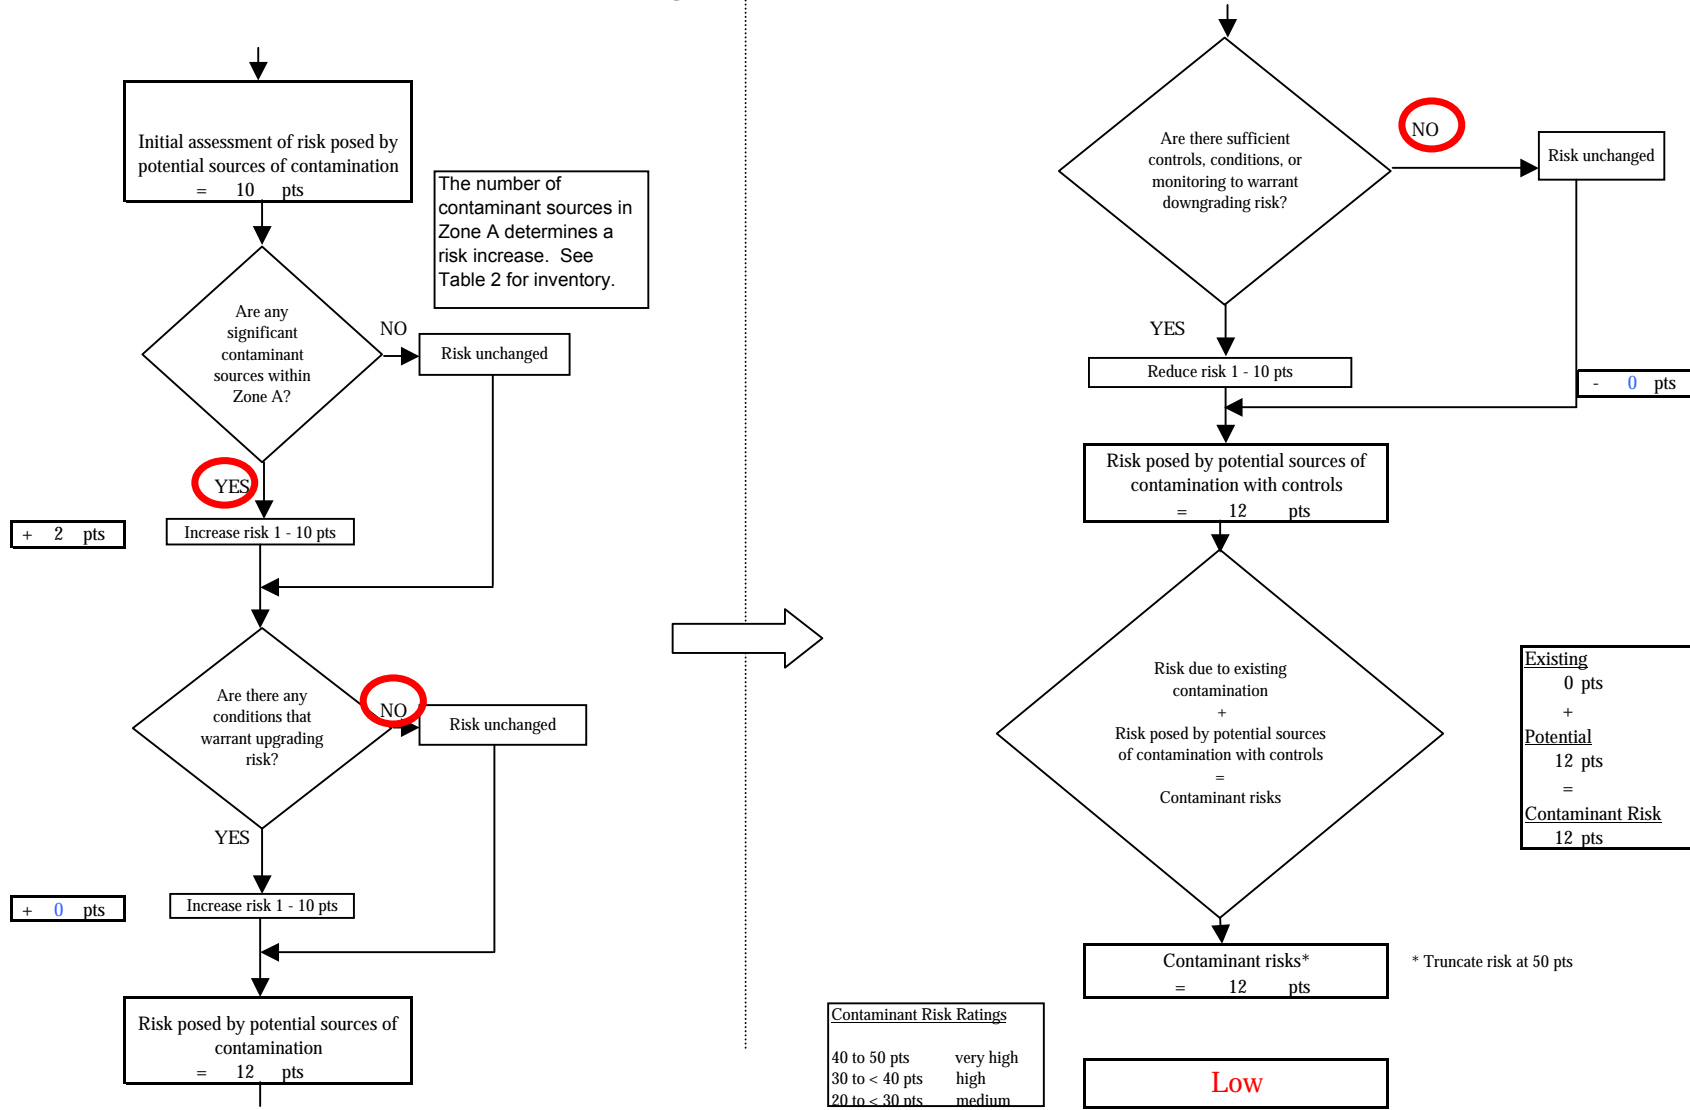 Initial assessment of risk posed by
potential sources of contamination
= 10 pts
The number of
contaminant sources in
Zone A determines a
risk increase. See
Table 2 for inventory.
Are any
significant
contaminant
sources within
Zone A?
NO
Risk unchanged
YES
+ 2 pts
Increase risk 1 - 10 pts
Are there any
conditions that
warrant upgrading
risk?
NO
Risk unchanged
YES
+ 0 pts
Increase risk 1 - 10 pts
Risk posed by potential sources of
contamination
= 12 pts
Are there sufficient
controls, conditions, or
monitoring to warrant
downgrading risk?
NO
Risk unchanged
YES
Reduce risk 1 - 10 pts
- 0 pts
Risk posed by potential sources of
contamination with controls
= 12 pts
Risk due to existing
contamination
+
Risk posed by potential sources
of contamination with controls
=
Contaminant risks
Existing
0 pts
+
Potential
12 pts
=
Contaminant Risk
12 pts
Contaminant risks*
= 12 pts
* Truncate risk at 50 pts
Contaminant Risk Ratings
40 to 50 pts very high
30 to < 40 pts high
20 to < 30 pts medium
Low